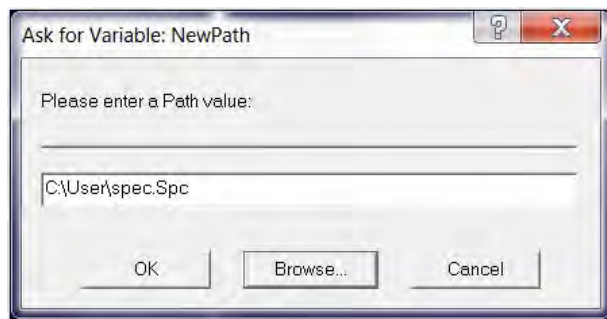 Ask for Variable: NewPath
Please enter a Path value:
C:\User\spec.Spc
OK Browse... Cancel